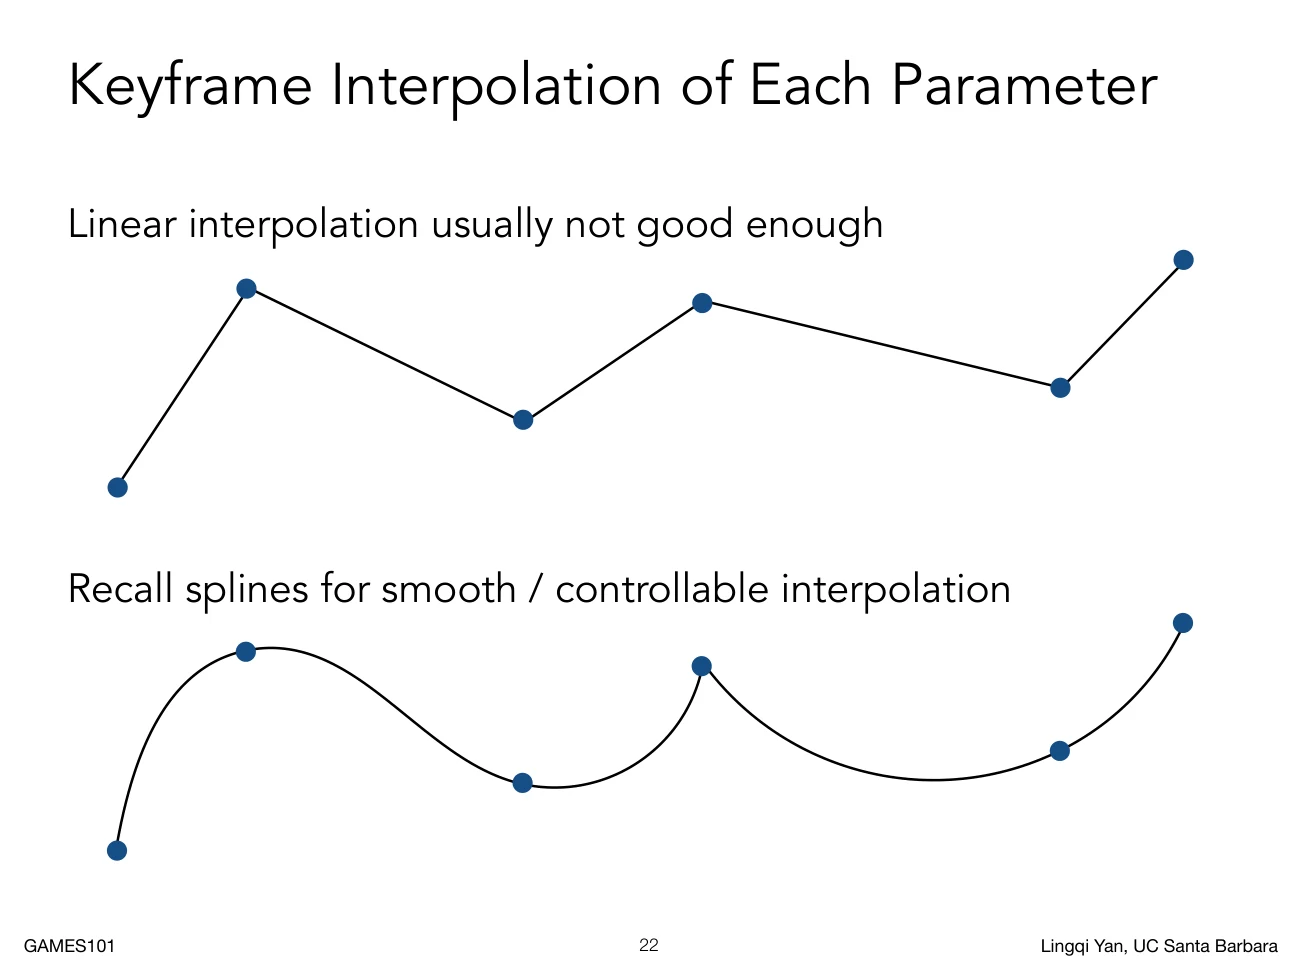 Keyframe Interpolation of Each Parameter
Linear interpolation usually not good enough
Recall splines for smooth / controllable interpolation
GAMES101
22
Lingqi Yan, UC Santa Barbara